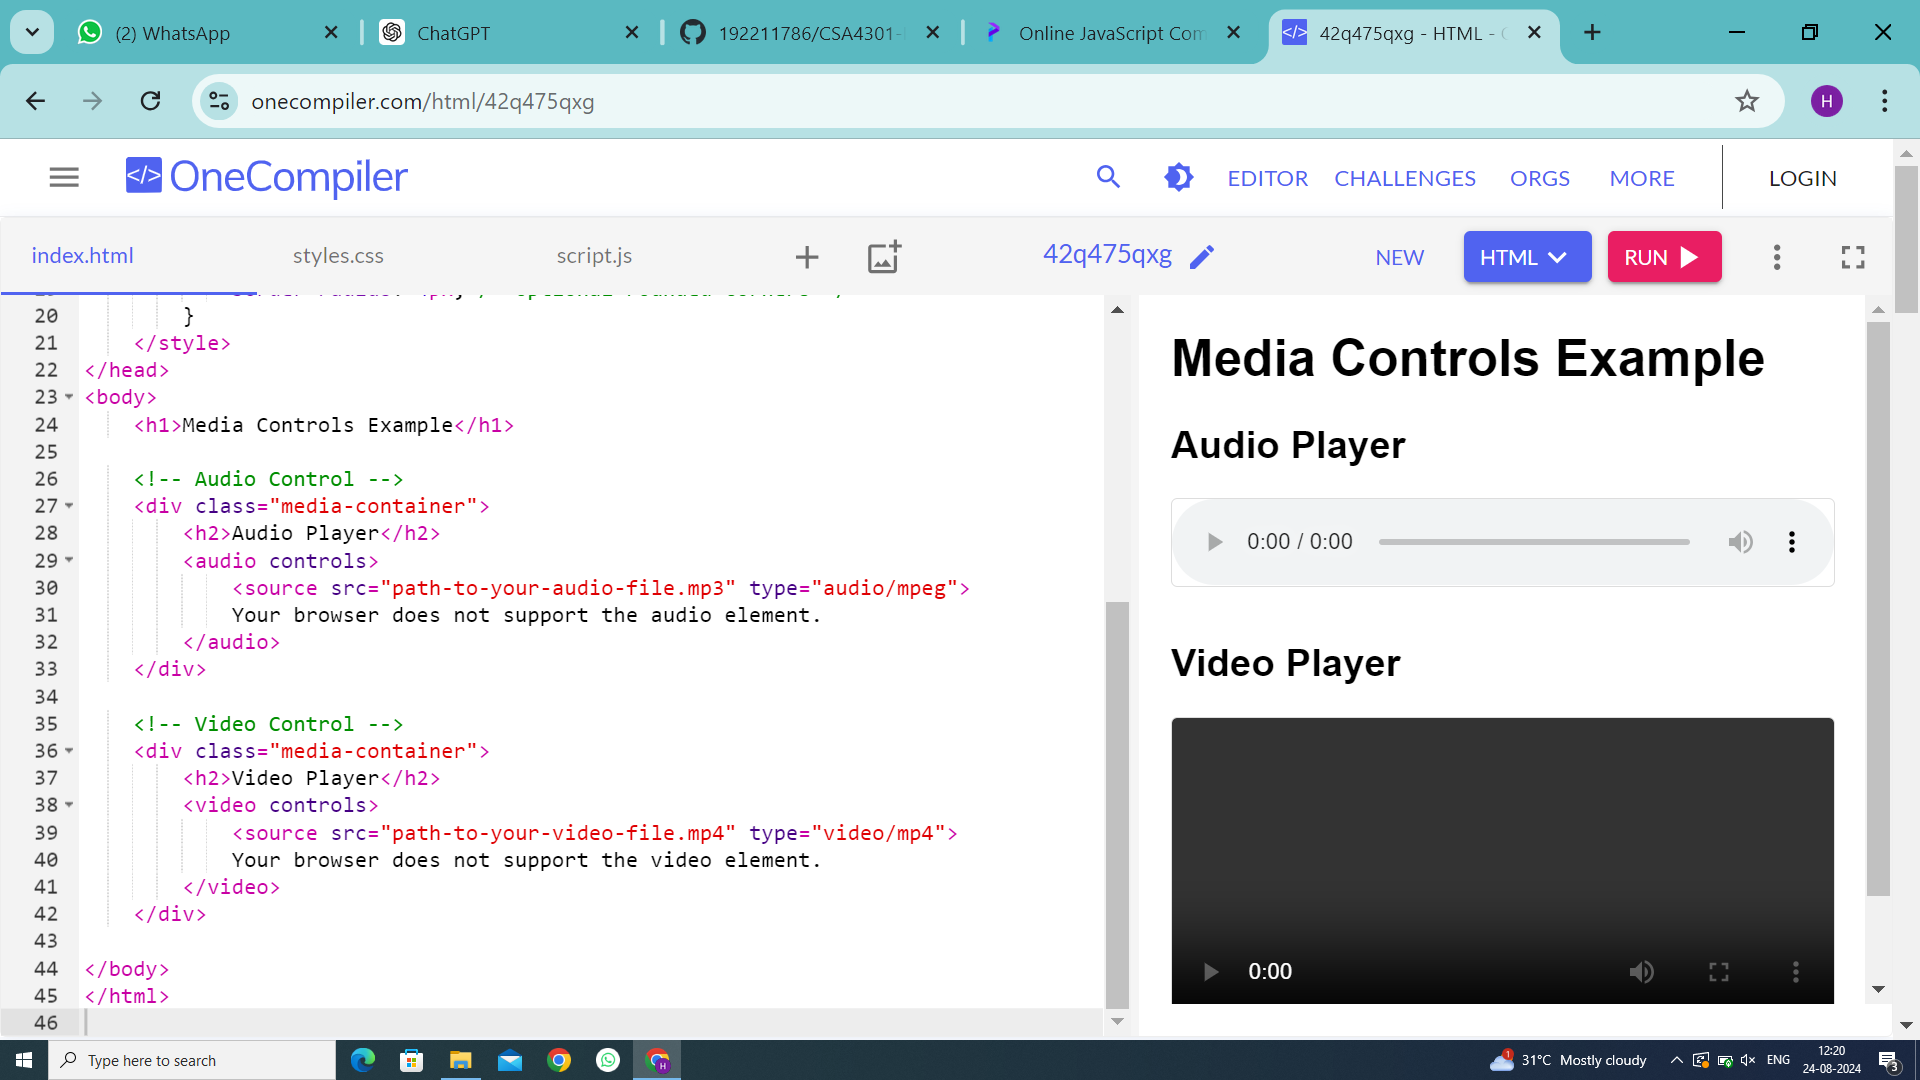 (2) WhatsApp
ChatGPT
192211786/CSA4301-
Online JavaScript Com
42q475qxg - HTML -
onecompiler.com/html/42q475qxg
H
</> OneCompiler
EDITOR CHALLENGES ORGS MORE LOGIN
index.html styles.css script.js 42q475qxg NEW HTML RUN
20 }
21 </style>
22 </head>
23 <body>
24 <h1>Media Controls Example</h1>
25
26 <!-- Audio Control -->
27 <div class="media-container">
28 <h2>Audio Player</h2>
29 <audio controls>
30 <source src="path-to-your-audio-file.mp3" type="audio/mpeg">
31 Your browser does not support the audio element.
32 </audio>
33 </div>
34
35 <!-- Video Control -->
36 <div class="media-container">
37 <h2>Video Player</h2>
38 <video controls>
39 <source src="path-to-your-video-file.mp4" type="video/mp4">
40 Your browser does not support the video element.
41 </video>
42 </div>
43
44 </body>
45 </html>
46
Media Controls Example
Audio Player
0:00 / 0:00
Video Player
0:00
Type here to search
H
1
31°C Mostly cloudy
ENG
12:20
24-08-2024
3